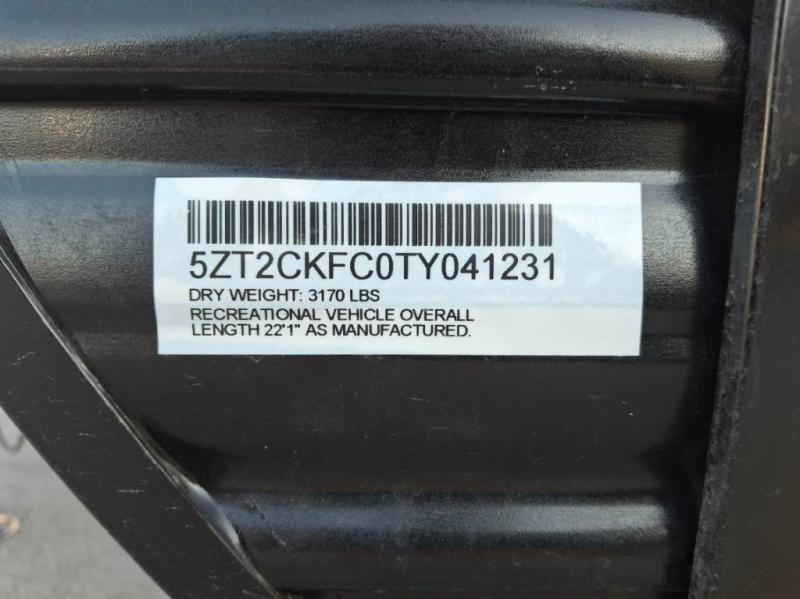 5ZT2CKFC0TY041231
DRY WEIGHT: 3170 LBS
RECREATIONAL VEHICLE OVERALL
LENGTH 22'1" AS MANUFACTURED.